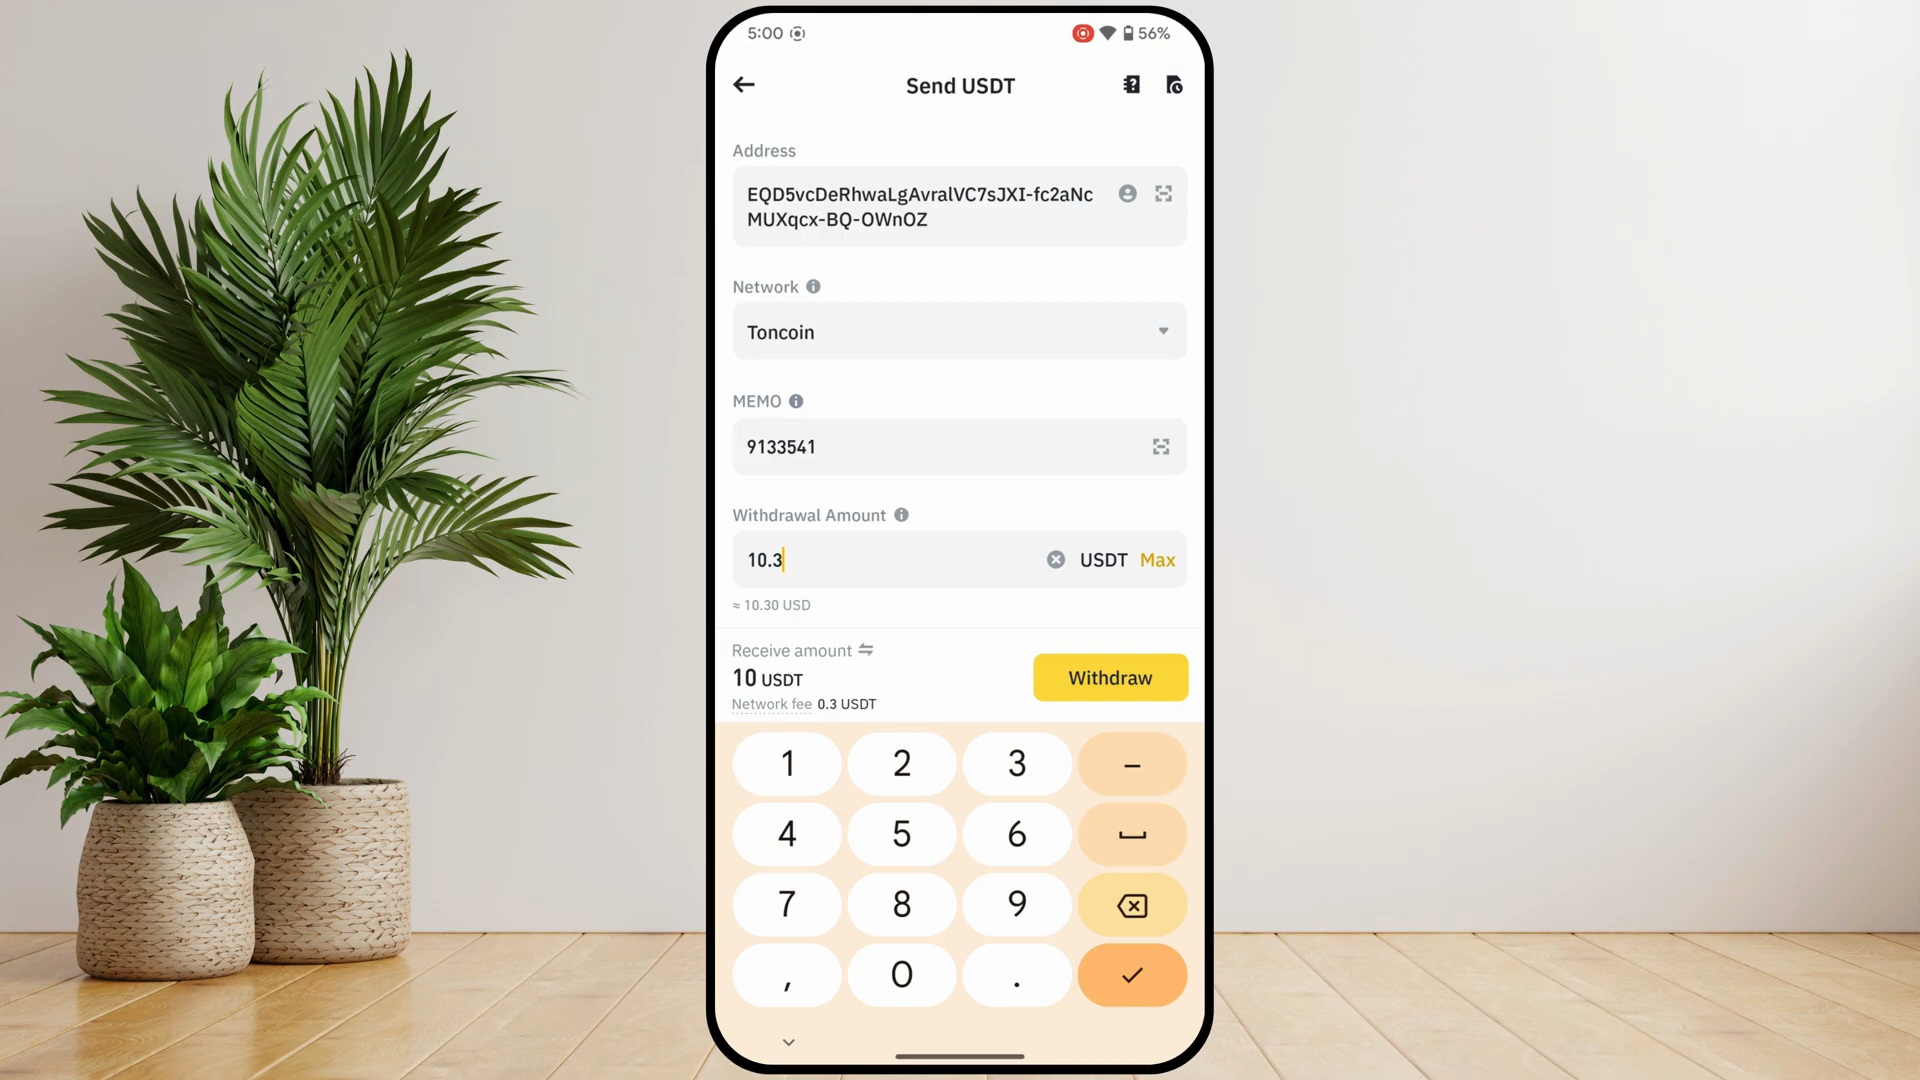 5:00 56%
Send USDT
Address
EQD5vcDeRhwaLgAvralVC7sJXI-fc2aNc
MUXqcx-BQ-OWnOZ
Network
Toncoin
MEMO
9133541
Withdrawal Amount
10.3 USDT Max
≈ 10.30 USD
Receive amount
10 USDT
Withdraw
Network fee 0.3 USDT
1 2 3 –
4 5 6
7 8 9
, 0 .